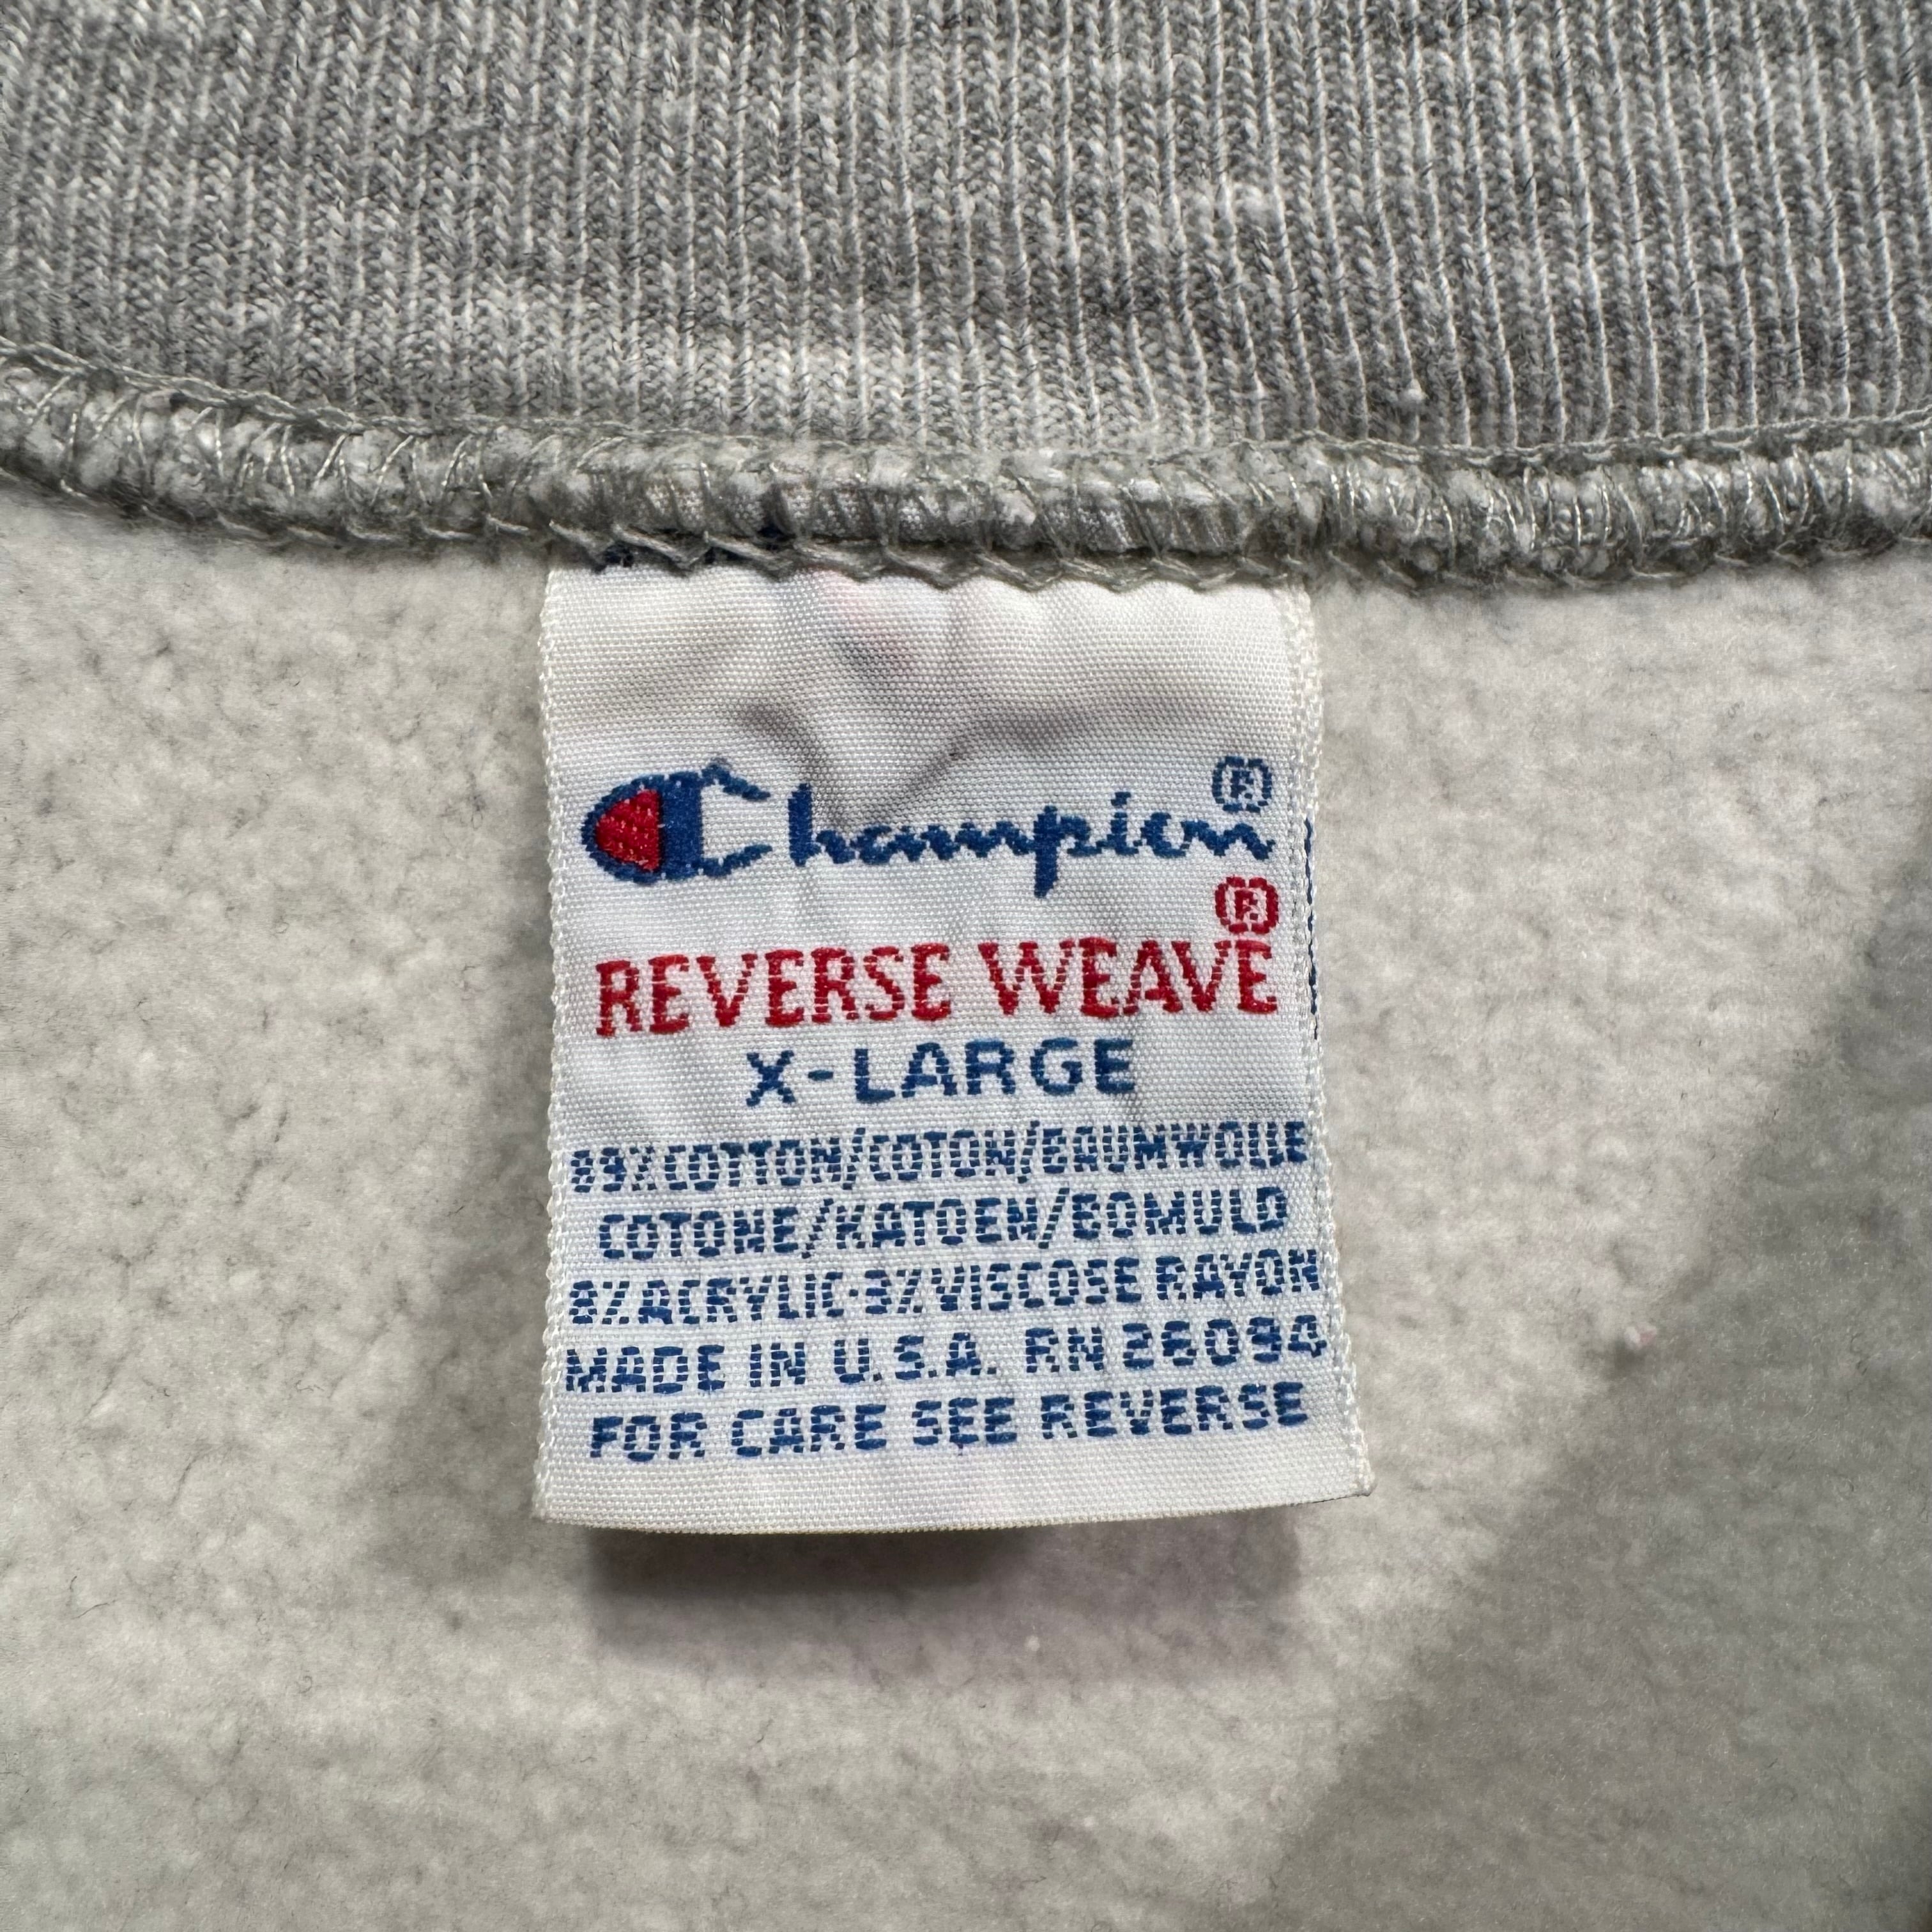 Champion®
REVERSE WEAVE®
X-LARGE
89%COTTON/COTON/BAUMWOLLE
COTONE/KATOEN/BOMULD
8%ACRYLIC-3%VISCOSE RAYON
MADE IN U.S.A. RN 26094
FOR CARE SEE REVERSE